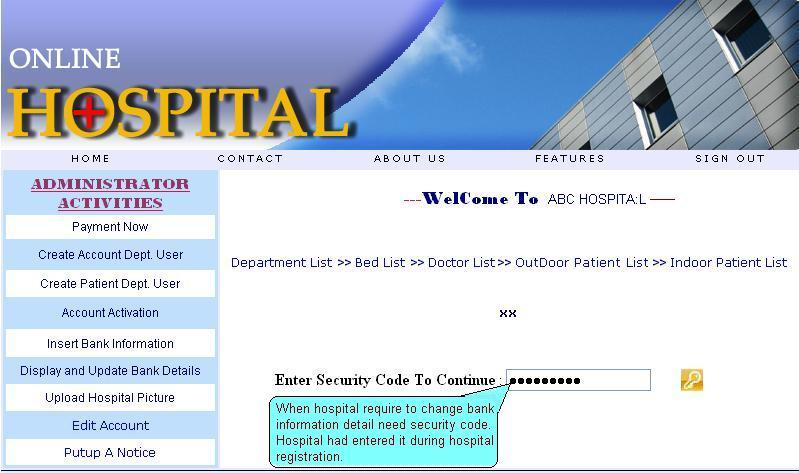 ONLINE
HOSPITAL
HOME CONTACT ABOUT US FEATURES SIGN OUT
ADMINISTRATOR
ACTIVITIES
Payment Now
Create Account Dept. User
Create Patient Dept. User
Account Activation
Insert Bank Information
Display and Update Bank Details
Upload Hospital Picture
Edit Account
Putup A Notice
---WelCome To ABC HOSPITA:L ----
Department List >> Bed List >> Doctor List >> OutDoor Patient List >> Indoor Patient List
xx
Enter Security Code To Continue : ●●●●●●●●●
When hospital require to change bank
information detail need security code.
Hospital had entered it during hospital
registration.